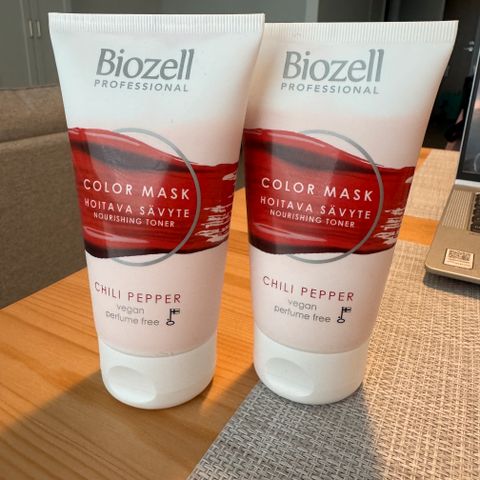 Biozell
PROFESSIONAL
COLOR MASK
HOITAVA SÄVYTE
NOURISHING TONER
CHILI PEPPER
vegan
perfume free
Biozell
PROFESSIONAL
COLOR MASK
HOITAVA SÄVYTE
NOURISHING TONER
CHILI PEPPER
vegan
perfume free